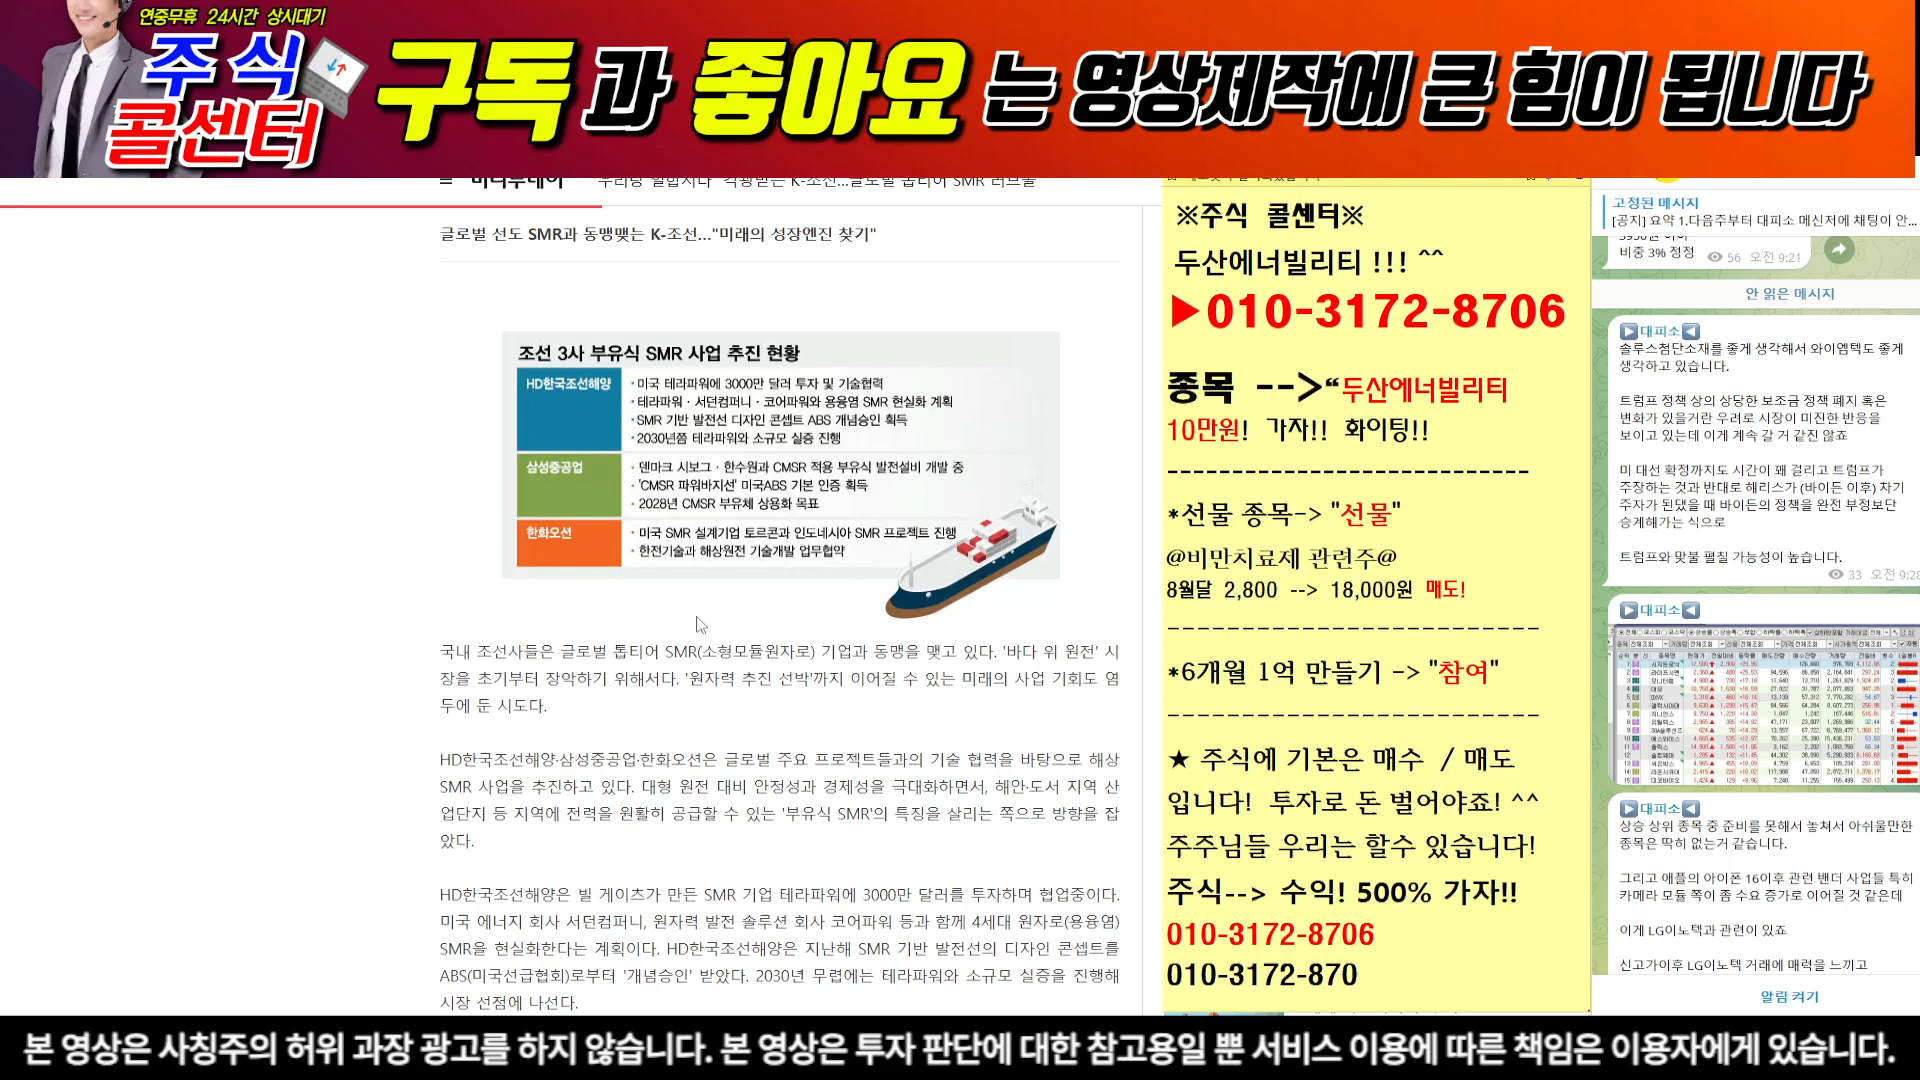 연중무휴 24시간 상시대기
주식
콜센터
구독과 좋아요는 영상제작에 큰 힘이 됩니다
글로벌 선도 SMR과 동맹맺는 K-조선..."미래의 성장엔진 찾기"
조선 3사 부유식 SMR 사업 추진 현황
HD한국조선해양
·미국 테라파워에 3000만 달러 투자 및 기술협력
·테라파워·서던컴퍼니·코어파워와 용융염 SMR 현실화 계획
·SMR 기반 발전선 디자인 콘셉트 ABS 개념승인 획득
·2030년쯤 테라파워와 소규모 실증 진행
삼성중공업
·덴마크 시보그·한수원과 CMSR 적용 부유식 발전설비 개발 중
·'CMSR 파워바지선' 미국ABS 기본 인증 획득
·2028년 CMSR 부유체 상용화 목표
한화오션
·미국 SMR 설계기업 토르콘과 인도네시아 SMR 프로젝트 진행
·한전기술과 해상원전 기술개발 업무협약
국내 조선사들은 글로벌 톱티어 SMR(소형모듈원자로) 기업과 동맹을 맺고 있다. '바다 위 원전' 시
장을 초기부터 장악하기 위해서다. '원자력 추진 선박'까지 이어질 수 있는 미래의 사업 기회도 염
두에 둔 시도다.
HD한국조선해양·삼성중공업·한화오션은 글로벌 주요 프로젝트들과의 기술 협력을 바탕으로 해상
SMR 사업을 추진하고 있다. 대형 원전 대비 안정성과 경제성을 극대화하면서, 해안·도서 지역 산
업단지 등 지역에 전력을 원활히 공급할 수 있는 '부유식 SMR'의 특징을 살리는 쪽으로 방향을 잡
았다.
HD한국조선해양은 빌 게이츠가 만든 SMR 기업 테라파워에 3000만 달러를 투자하며 협업중이다.
미국 에너지 회사 서던컴퍼니, 원자력 발전 솔루션 회사 코어파워 등과 함께 4세대 원자로(용융염)
SMR을 현실화한다는 계획이다. HD한국조선해양은 지난해 SMR 기반 발전선의 디자인 콘셉트를
ABS(미국선급협회)로부터 '개념승인' 받았다. 2030년 무렵에는 테라파워와 소규모 실증을 진행해
시장 선점에 나선다.
※주식 콜센터※
두산에너빌리티 !!! ^^
▶010-3172-8706
종목 -->“두산에너빌리티
10만원! 가자!! 화이팅!!
----------------------------
*선물 종목-> "선물"
@비만치료제 관련주@
8월달 2,800 --> 18,000원 매도!
-----------------------------
*6개월 1억 만들기 -> "참여"
-----------------------------
★ 주식에 기본은 매수 / 매도
입니다! 투자로 돈 벌어야죠! ^^
주주님들 우리는 할수 있습니다!
주식--> 수익! 500% 가자!!
010-3172-8706
010-3172-870
고정된 메시지
[공지] 요약 1.다음주부터 대피소 메신저에 채팅이 안...
비중 3% 정정
56 오전 9:21
안 읽은 메시지
▶대피소◀
솔루스첨단소재를 좋게 생각해서 와이엠텍도 좋게
생각하고 있습니다.
트럼프 정책 상의 상당한 보조금 정책 폐지 혹은
변화가 있을거란 우려로 시장이 미진한 반응을
보이고 있는데 이게 계속 갈 거 같진 않죠
미 대선 확정까지도 시간이 꽤 걸리고 트럼프가
주장하는 것과 반대로 해리스가 (바이든 이후) 차기
주자가 된됐을 때 바이든의 정책을 완전 부정보단
승계해가는 식으로
트럼프와 맞불 펼칠 가능성이 높습니다.
33 오전 9:28
▶대피소◀
▶대피소◀
상승 상위 종목 중 준비를 못해서 놓쳐서 아쉬울만한
종목은 딱히 없는거 같습니다.
그리고 애플의 아이폰 16이후 관련 밴더 사업들 특히
카메라 모듈 쪽이 좀 수요 증가로 이어질 것 같은데
이게 LG이노텍과 관련이 있죠
신고가이후 LG이노텍 거래에 매력을 느끼고
알림 켜기
본 영상은 사칭주의 허위 과장 광고를 하지 않습니다. 본 영상은 투자 판단에 대한 참고용일 뿐 서비스 이용에 따른 책임은 이용자에게 있습니다.